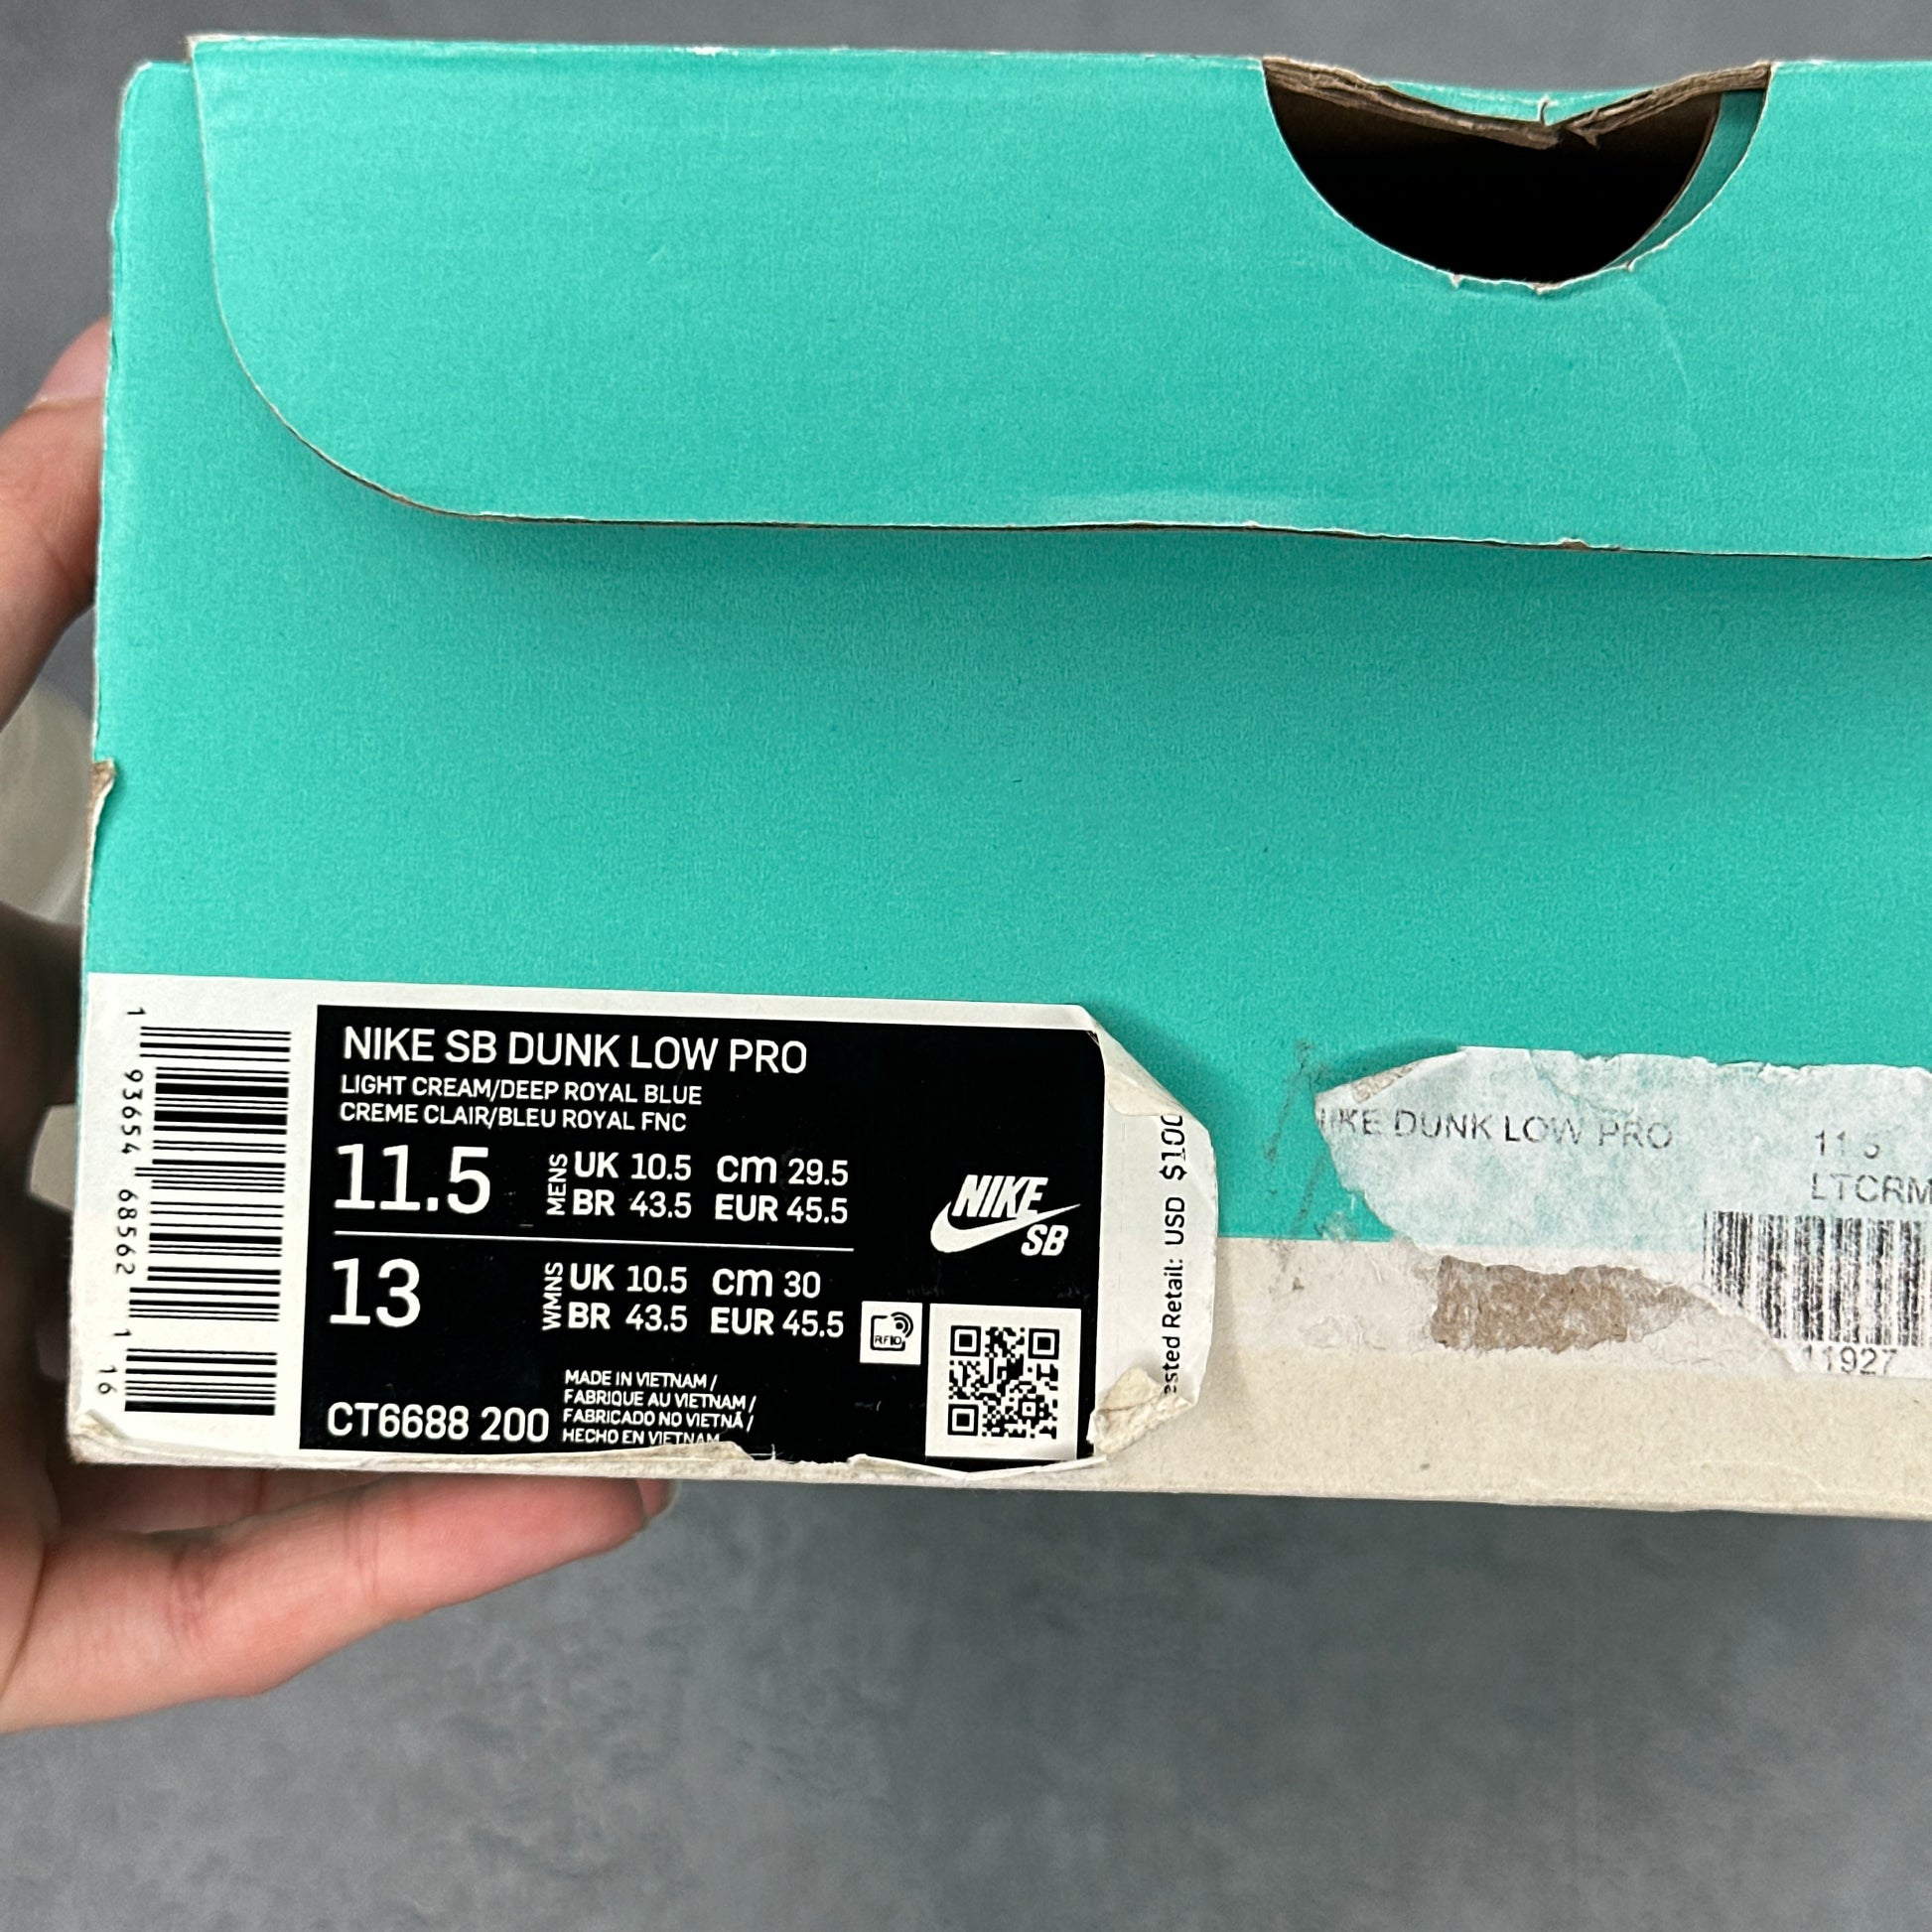 NIKE SB DUNK LOW PRO
LIGHT CREAM/DEEP ROYAL BLUE
CREME CLAIR/BLEU ROYAL FNC
11.5 MENS UK 10.5 cm 29.5
BR 43.5 EUR 45.5
13 WMNS UK 10.5 cm 30
BR 43.5 EUR 45.5
CT6688 200
MADE IN VIETNAM /
FABRIQUE AU VIETNAM /
FABRICADO NO VIETNÃ /
HECHO EN VIETNAM
NIKE
SB
RFID
1 93654 68562 1 16
Retail: USD $100
DUNK LOW PRO
LTCRM
11927